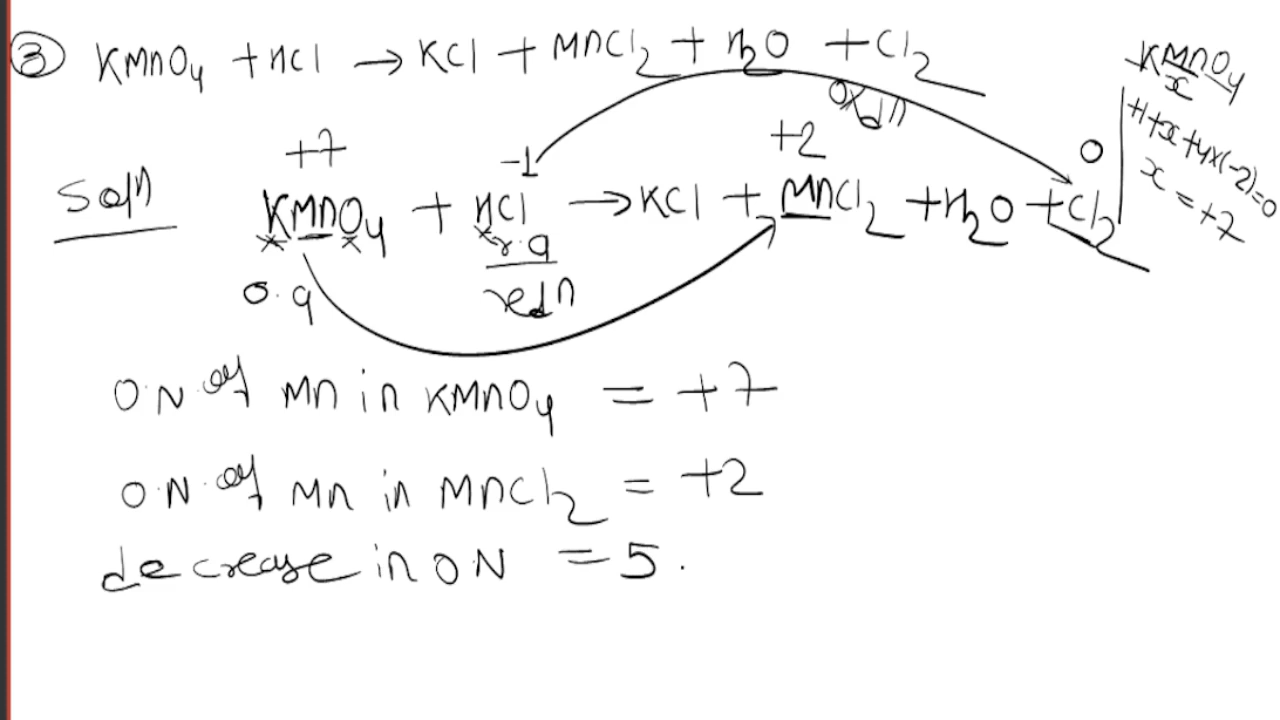 ③ KMnO4 + HCl → KCl + MnCl2 + H2O + Cl2
KMnO4
x
+1+x+4×(-2)=0
x = +7
oxdn
+7 -1 +2 0
Soln KMnO4 + HCl → KCl + MnCl2 + H2O + Cl2
o.a r.a
redn
O.N of Mn in KMnO4 = +7
O.N of Mn in MnCl2 = +2
decrease in O.N = 5.